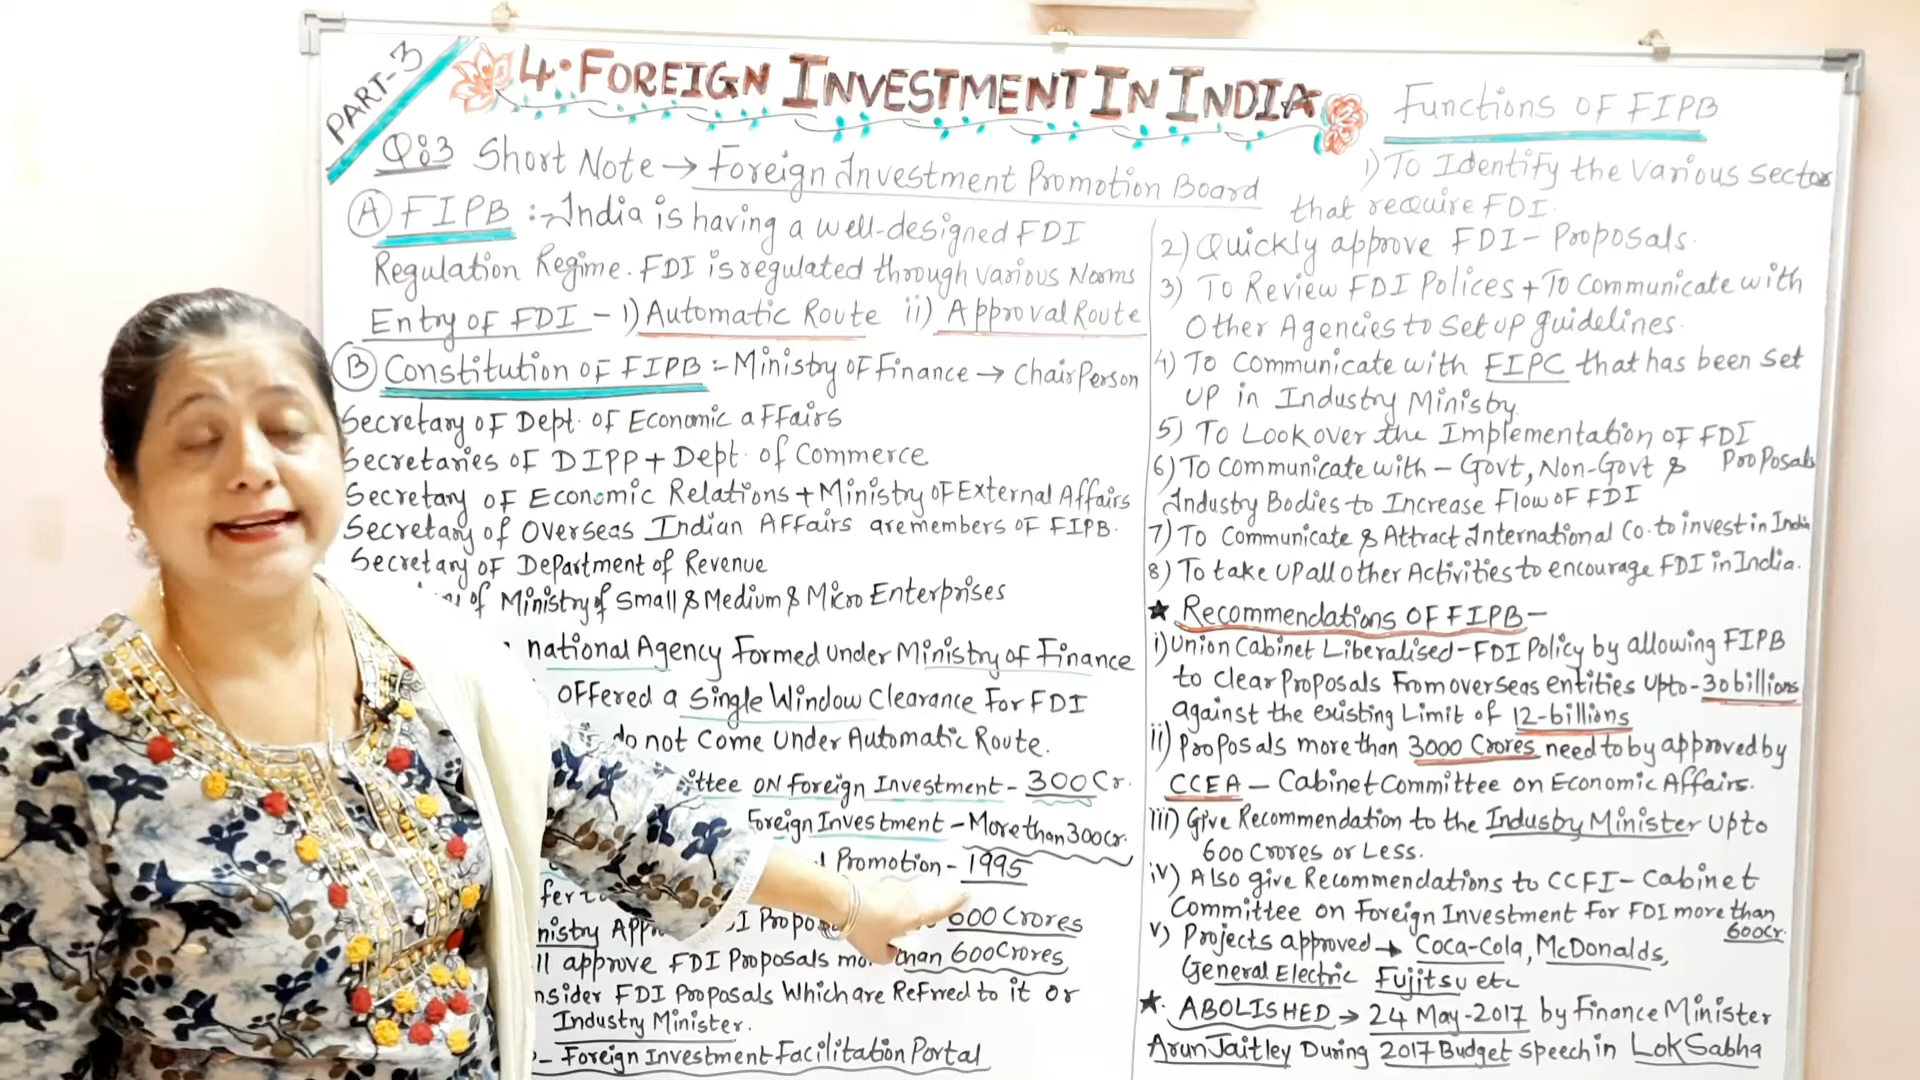 PART-3
4. FOREIGN INVESTMENT IN INDIA
Q:3 Short Note → Foreign Investment Promotion Board
A FIPB :- India is having a well-designed FDI
Regulation Regime. FDI is regulated through various Norms
Entry OF FDI - i) Automatic Route ii) Approval Route
B Constitution OF FIPB :- Ministry OF Finance → ChairPerson
Secretary OF Dept. OF Economic aFFairs
Secretaries OF DIPP + Dept. of Commerce
Secretary OF Economic Relations + Ministry OF External Affairs
Secretary of Overseas Indian AFFairs are members OF FIPB.
Secretary OF Department of Revenue
of Ministry of Small & Medium & Micro Enterprises
national Agency Formed under Ministry of Finance
OFFered a Single Window Clearance For FDI
do not Come Under Automatic Route.
ON Foreign Investment - 300 Cr.
Foreign Investment - More than 300 Cr.
Promotion - 1995
600 Crores
approve FDI Proposals than 600 Crores
FDI Proposals Which are ReFrred to it or
Industry Minister.
- Foreign Investment Facilitation Portal
Functions OF FIPB
1) To Identify the Various Sector
that require FDI.
2) Quickly approve FDI - Proposals.
3) To Review FDI Polices + To Communicate with
Other Agencies to Set up guidelines.
4) To Communicate with FIPC that has been Set
UP in Industry Ministry.
5) To Look over the Implementation OF FDI
Proposals
6) To Communicate with - Govt, Non-Govt &
Industry Bodies to Increase Flow OF FDI
7) To Communicate & Attract International Co. to invest in India
8) To take UP all other Activities to encourage FDI in India.
★ Recommendations OF FIPB -
i) Union Cabinet Liberalised - FDI Policy by allowing FIPB
to clear Proposals From overseas entities upto - 30 billions
against the existing Limit of 12-billions
ii) Proposals more than 3000 Crores need to by approved by
CCEA - Cabinet Committee on Economic Affairs.
iii) Give Recommendation to the Industry Minister Upto
600 Crores or Less.
iv) Also give Recommendations to CCFI - Cabinet
Committee on Foreign Investment For FDI more than
600 Cr.
v) Projects approved → Coca-Cola, McDonalds,
General Electric Fujitsu etc
★. ABOLISHED → 24 May-2017 by Finance Minister
Arun Jaitley During 2017 Budget Speech in Lok Sabha